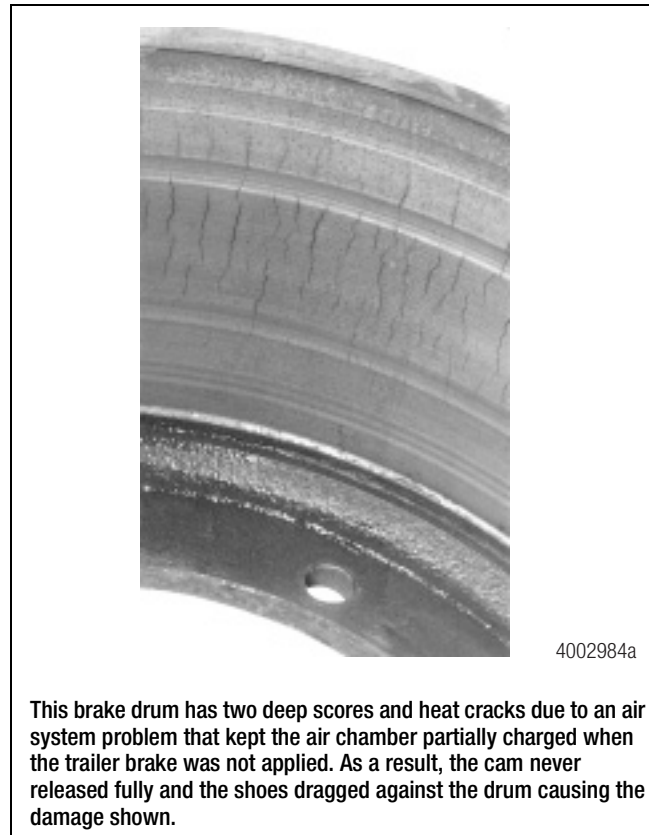 4002984a
This brake drum has two deep scores and heat cracks due to an air
system problem that kept the air chamber partially charged when
the trailer brake was not applied. As a result, the cam never
released fully and the shoes dragged against the drum causing the
damage shown.